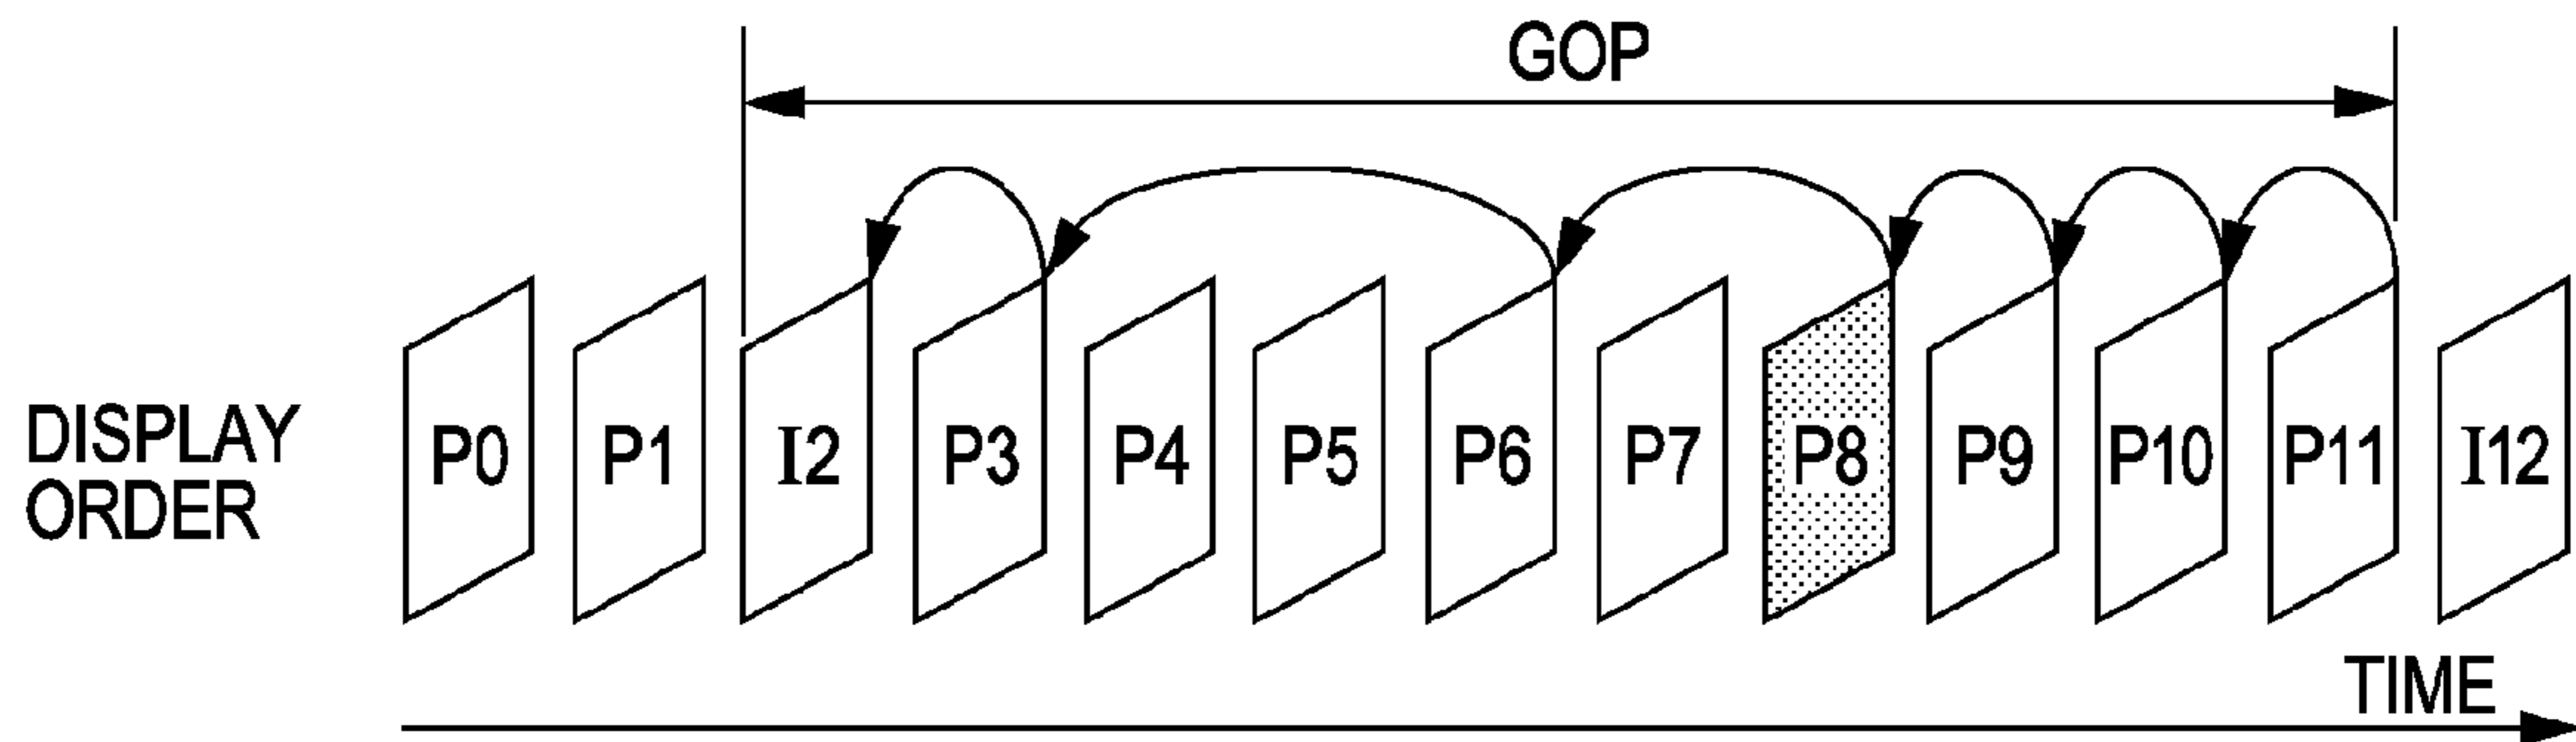 GOP
DISPLAY
ORDER
P0 P1 I2 P3 P4 P5 P6 P7 P8 P9 P10 P11 I12
TIME